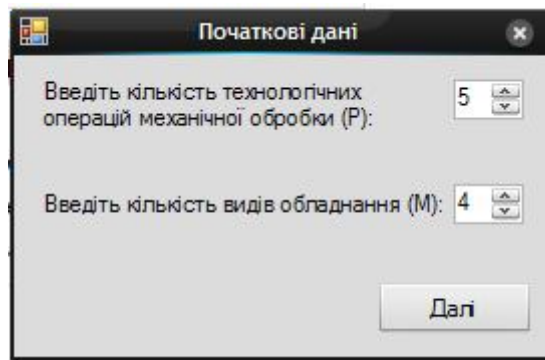 Початкові дані
Введіть кількість технологічних
операцій механічної обробки (P):
5
Введіть кількість видів обладнання (M):
4
Далі